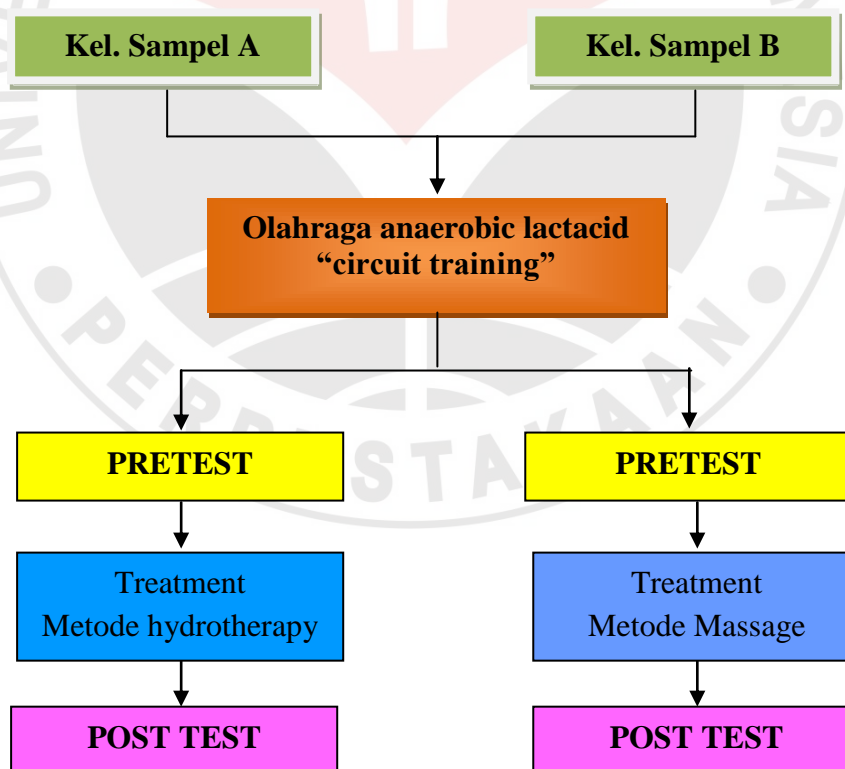 Kel. Sampel A
Kel. Sampel B
Olahraga anaerobic lactacid
“circuit training”
PRETEST
PRETEST
Treatment
Metode hydrotherapy
Treatment
Metode Massage
POST TEST
POST TEST